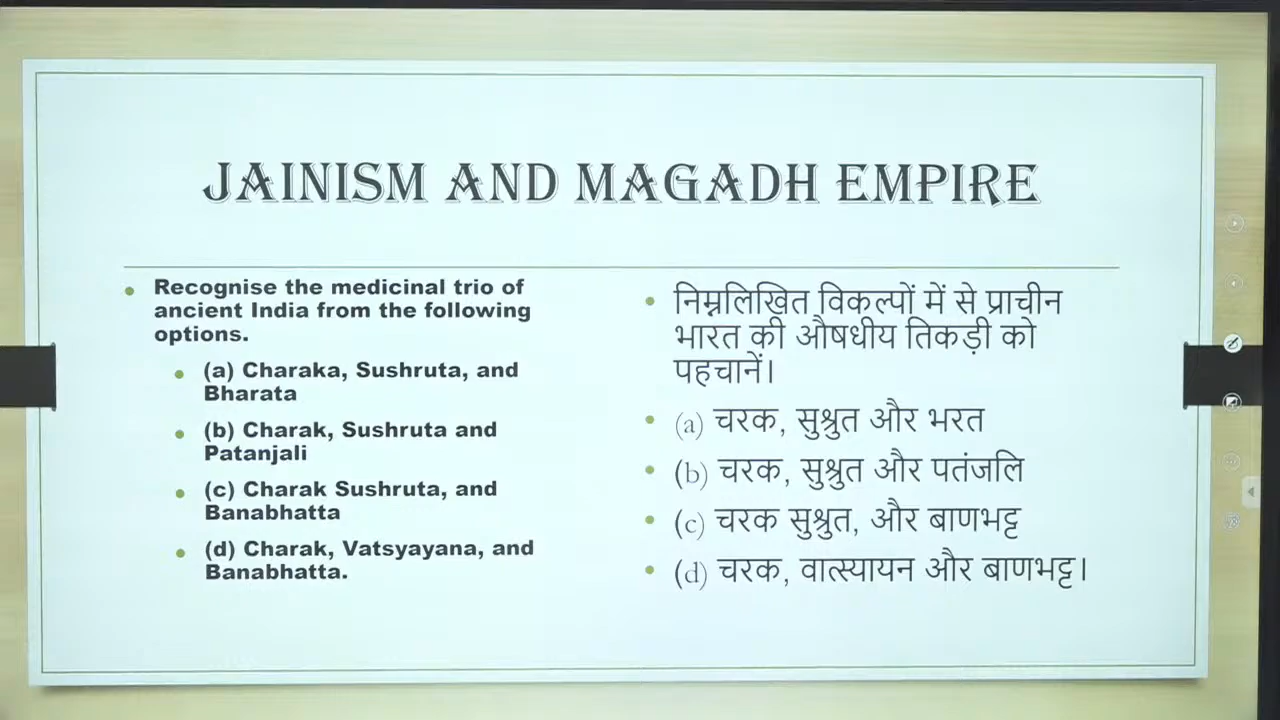 JAINISM AND MAGADH EMPIRE
Recognise the medicinal trio of
ancient India from the following
options.
(a) Charaka, Sushruta, and
Bharata
(b) Charak, Sushruta and
Patanjali
(c) Charak Sushruta, and
Banabhatta
(d) Charak, Vatsyayana, and
Banabhatta.
निम्नलिखित विकल्पों में से प्राचीन
भारत की औषधीय तिकड़ी को
पहचानें।
(a) चरक, सुश्रुत और भरत
(b) चरक, सुश्रुत और पतंजलि
(c) चरक सुश्रुत, और बाणभट्ट
(d) चरक, वात्स्यायन और बाणभट्ट।